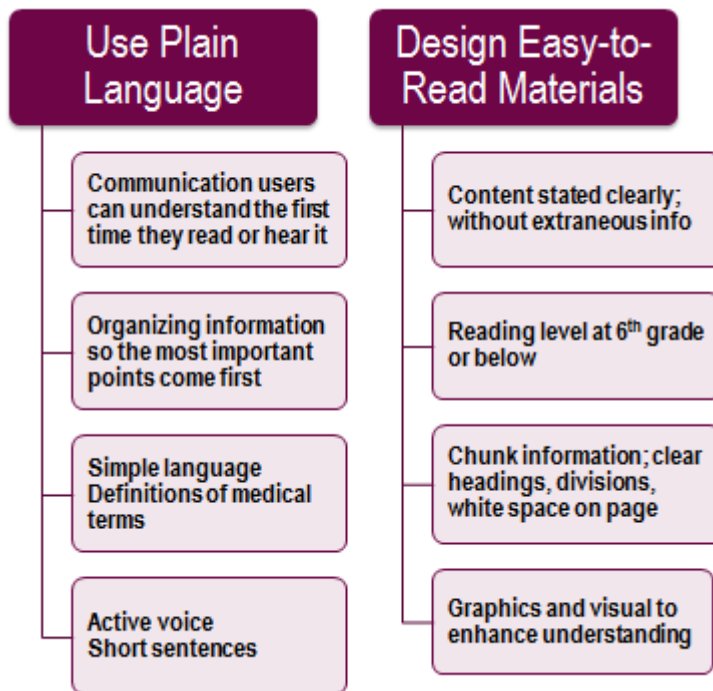 Use Plain
Language
Communication users
can understand the first
time they read or hear it
Organizing information
so the most important
points come first
Simple language
Definitions of medical
terms
Active voice
Short sentences
Design Easy-to-
Read Materials
Content stated clearly;
without extraneous info
Reading level at 6th grade
or below
Chunk information; clear
headings, divisions,
white space on page
Graphics and visual to
enhance understanding